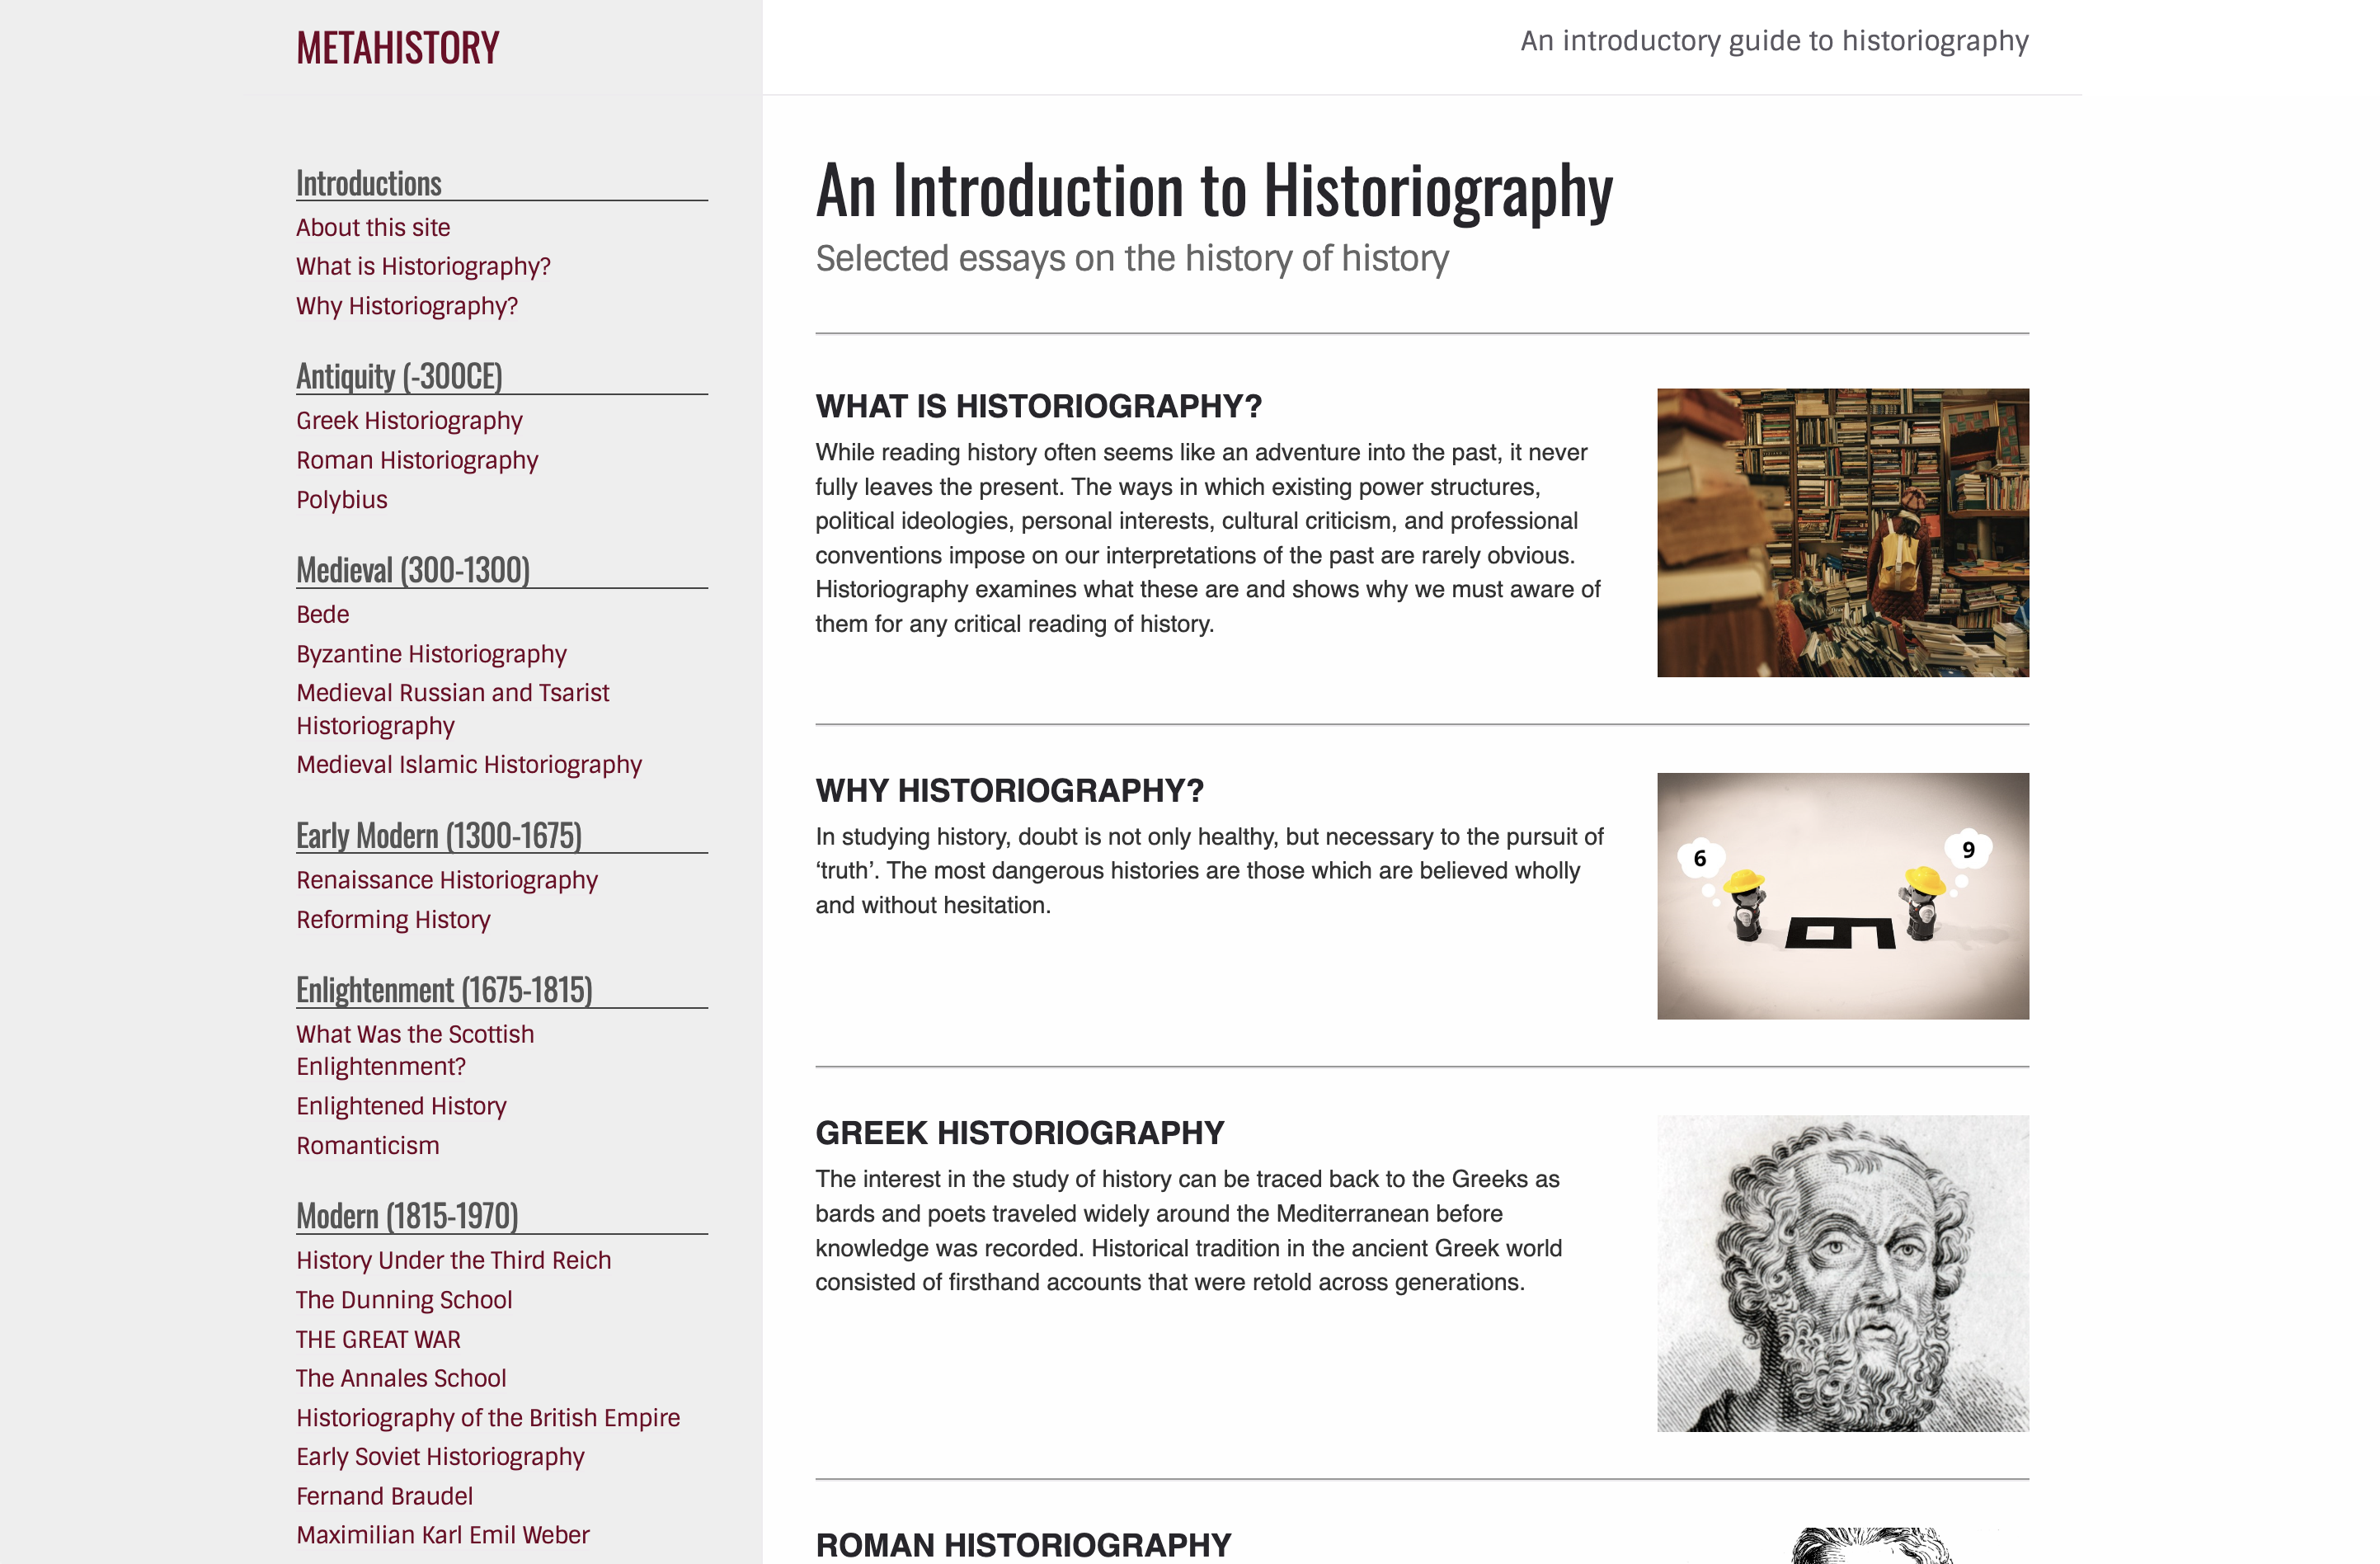 METAHISTORY
An introductory guide to historiography
Introductions
About this site
What is Historiography?
Why Historiography?
Antiquity (-300CE)
Greek Historiography
Roman Historiography
Polybius
Medieval (300-1300)
Bede
Byzantine Historiography
Medieval Russian and Tsarist
Historiography
Medieval Islamic Historiography
Early Modern (1300-1675)
Renaissance Historiography
Reforming History
Enlightenment (1675-1815)
What Was the Scottish
Enlightenment?
Enlightened History
Romanticism
Modern (1815-1970)
History Under the Third Reich
The Dunning School
THE GREAT WAR
The Annales School
Historiography of the British Empire
Early Soviet Historiography
Fernand Braudel
Maximilian Karl Emil Weber
An Introduction to Historiography
Selected essays on the history of history
WHAT IS HISTORIOGRAPHY?
While reading history often seems like an adventure into the past, it never
fully leaves the present. The ways in which existing power structures,
political ideologies, personal interests, cultural criticism, and professional
conventions impose on our interpretations of the past are rarely obvious.
Historiography examines what these are and shows why we must aware of
them for any critical reading of history.
WHY HISTORIOGRAPHY?
In studying history, doubt is not only healthy, but necessary to the pursuit of
‘truth’. The most dangerous histories are those which are believed wholly
and without hesitation.
6
9
GREEK HISTORIOGRAPHY
The interest in the study of history can be traced back to the Greeks as
bards and poets traveled widely around the Mediterranean before
knowledge was recorded. Historical tradition in the ancient Greek world
consisted of firsthand accounts that were retold across generations.
ROMAN HISTORIOGRAPHY